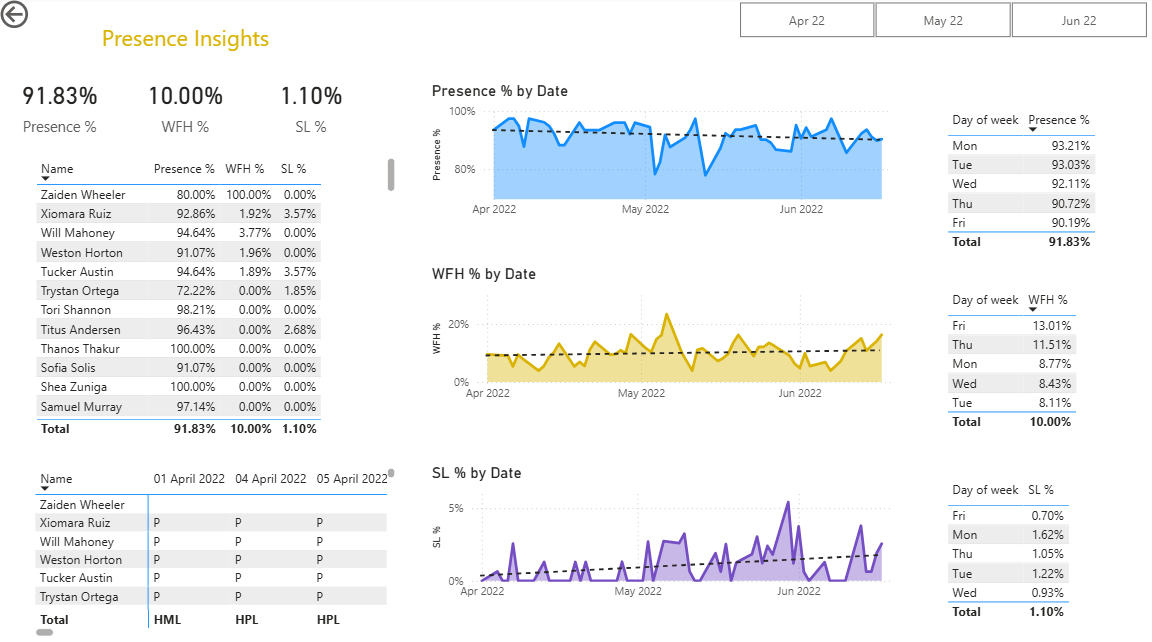 Presence Insights
Apr 22 May 22 Jun 22
91.83% 10.00% 1.10%
Presence % WFH % SL %
Name Presence % WFH % SL %
Zaiden Wheeler 80.00% 100.00% 0.00%
Xiomara Ruiz 92.86% 1.92% 3.57%
Will Mahoney 94.64% 3.77% 0.00%
Weston Horton 91.07% 1.96% 0.00%
Tucker Austin 94.64% 1.89% 3.57%
Trystan Ortega 72.22% 0.00% 1.85%
Tori Shannon 98.21% 0.00% 0.00%
Titus Andersen 96.43% 0.00% 2.68%
Thanos Thakur 100.00% 0.00% 0.00%
Sofia Solis 91.07% 0.00% 0.00%
Shea Zuniga 100.00% 0.00% 0.00%
Samuel Murray 97.14% 0.00% 0.00%
Total 91.83% 10.00% 1.10%
Name 01 April 2022 04 April 2022 05 April 2022
Zaiden Wheeler
Xiomara Ruiz P P P
Will Mahoney P P P
Weston Horton P P P
Tucker Austin P P P
Trystan Ortega P P P
Total HML HPL HPL
Presence % by Date
Presence %
100%
80%
Apr 2022 May 2022 Jun 2022
WFH % by Date
WFH %
20%
0%
Apr 2022 May 2022 Jun 2022
SL % by Date
SL %
5%
0%
Apr 2022 May 2022 Jun 2022
Day of week Presence %
Mon 93.21%
Tue 93.03%
Wed 92.11%
Thu 90.72%
Fri 90.19%
Total 91.83%
Day of week WFH %
Fri 13.01%
Thu 11.51%
Mon 8.77%
Wed 8.43%
Tue 8.11%
Total 10.00%
Day of week SL %
Fri 0.70%
Mon 1.62%
Thu 1.05%
Tue 1.22%
Wed 0.93%
Total 1.10%